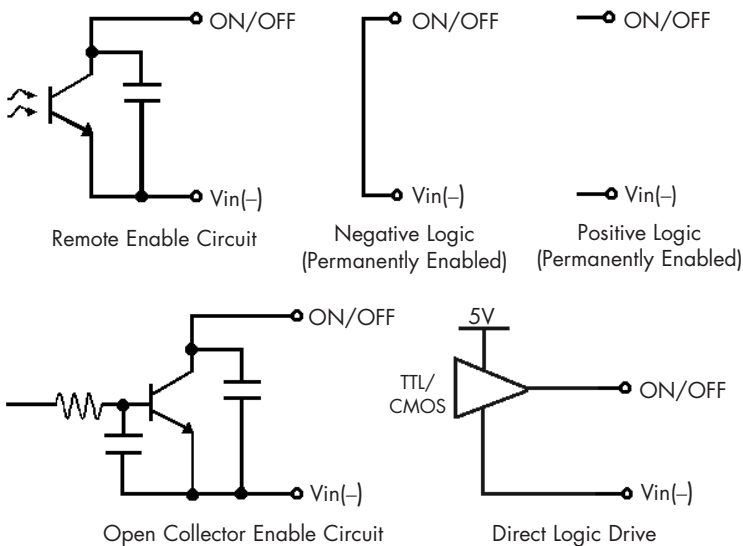 ON/OFF
Vin(–)
Remote Enable Circuit
ON/OFF
Vin(–)
Negative Logic
(Permanently Enabled)
ON/OFF
Vin(–)
Positive Logic
(Permanently Enabled)
ON/OFF
Vin(–)
Open Collector Enable Circuit
5V
TTL/
CMOS
ON/OFF
Vin(–)
Direct Logic Drive